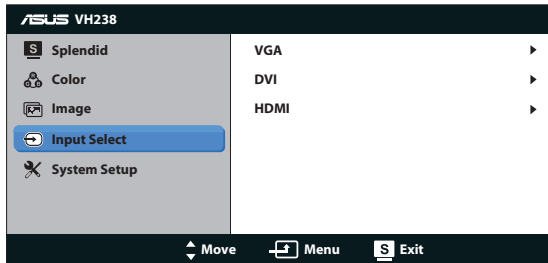 ASUS VH238
S Splendid
Color
Image
Input Select
System Setup
VGA
DVI
HDMI
Move Menu S Exit